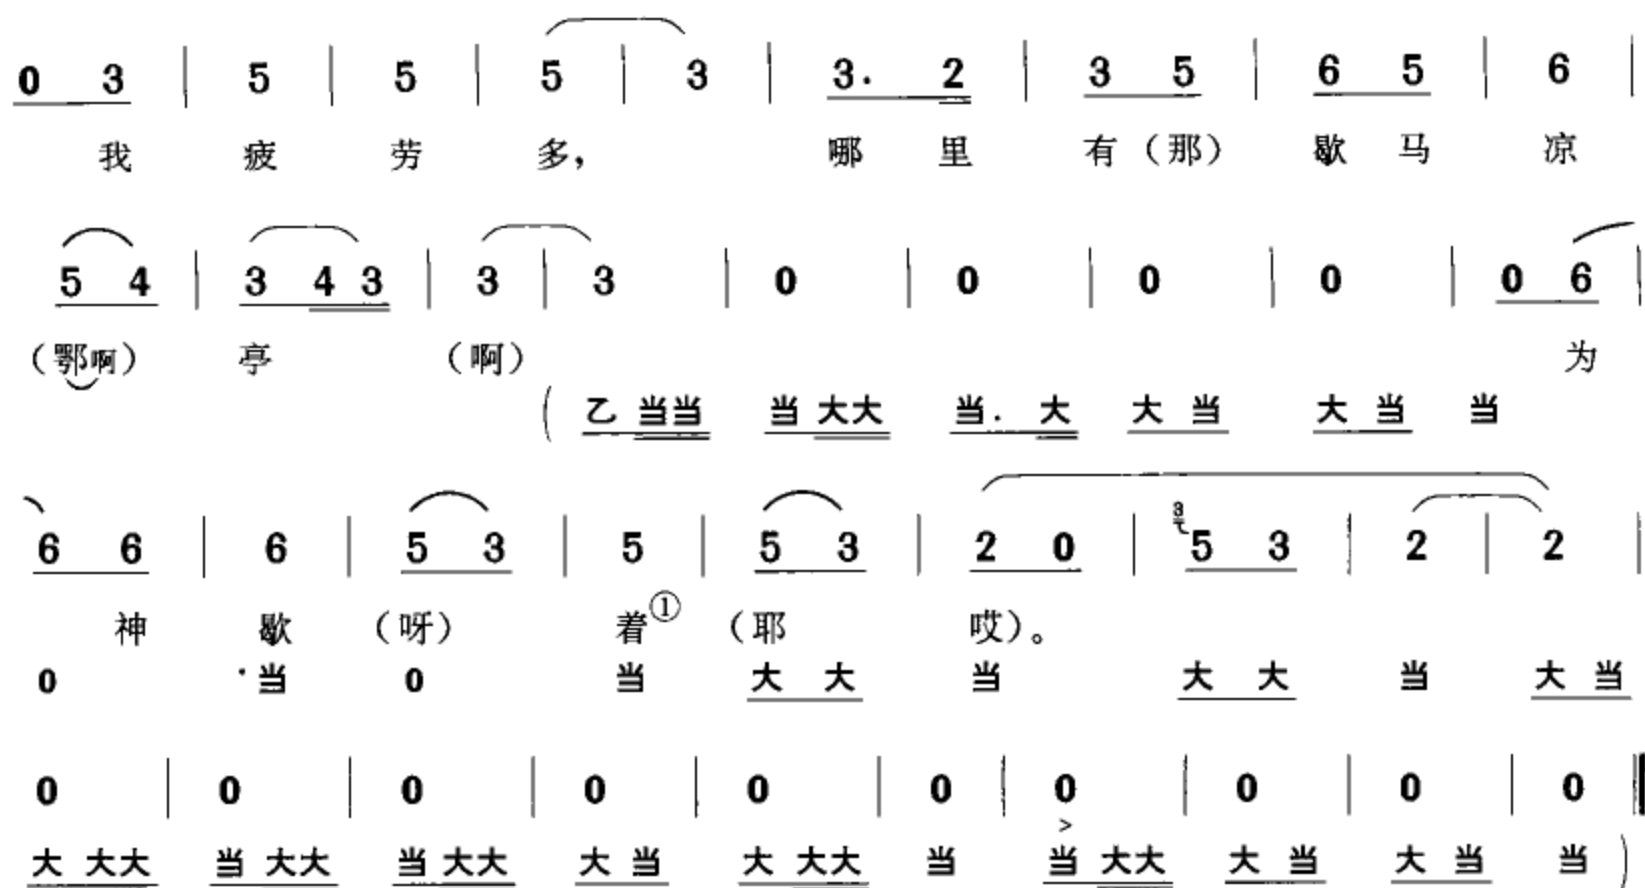 0 3 | 5 | 5 | 5 | 3 | 3. 2 | 3 5 | 6 5 | 6 |
我 疲 劳 多, 哪 里 有（那） 歇 马 凉
5 4 | 3 4 3 | 3 | 3 | 0 | 0 | 0 | 0 | 0 6 |
（鄂啊） 亭 （啊） 为
（ 乙 当当 当 大大 当. 大 大 当 大 当 当
6 6 | 6 | 5 3 | 5 | 5 3 | 2 0 | 3 5 3 | 2 | 2 |
神 歇 （呀） 着① （耶 哎）。
0 当 0 当 大 大 当 大 大 当 大 当
0 | 0 | 0 | 0 | 0 | 0 | 0 | 0 | 0 | 0
>
大 大大 当 大大 当 大大 大 当 大 大大 当 当 大大 大 当 大 当 当 ）